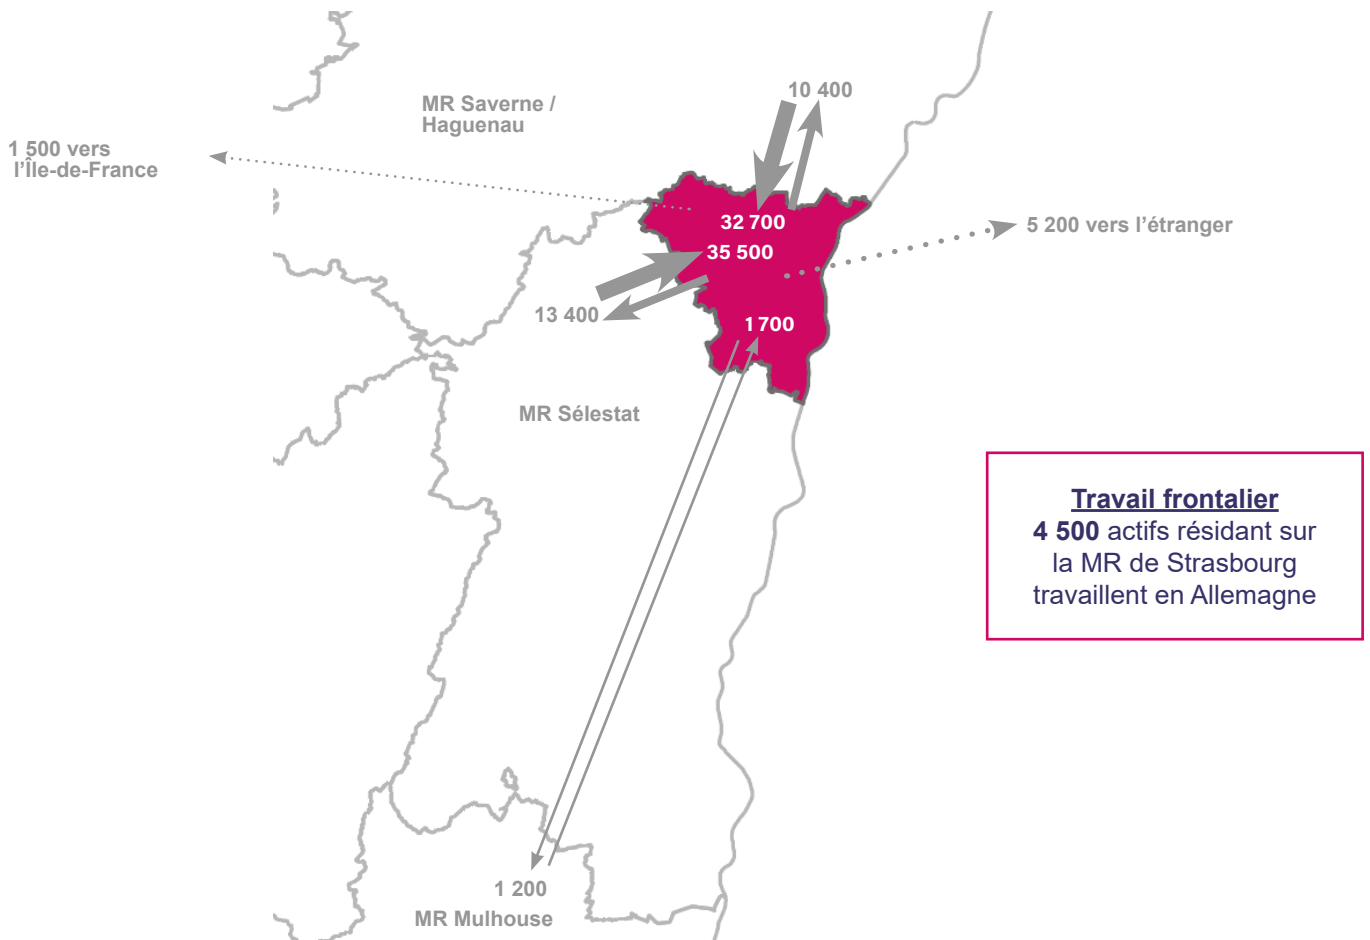 10 400
MR Saverne /
Haguenau
1 500 vers
l'Île-de-France
32 700
5 200 vers l'étranger
35 500
13 400
1 700
MR Sélestat
Travail frontalier
4 500 actifs résidant sur
la MR de Strasbourg
travaillent en Allemagne
1 200
MR Mulhouse